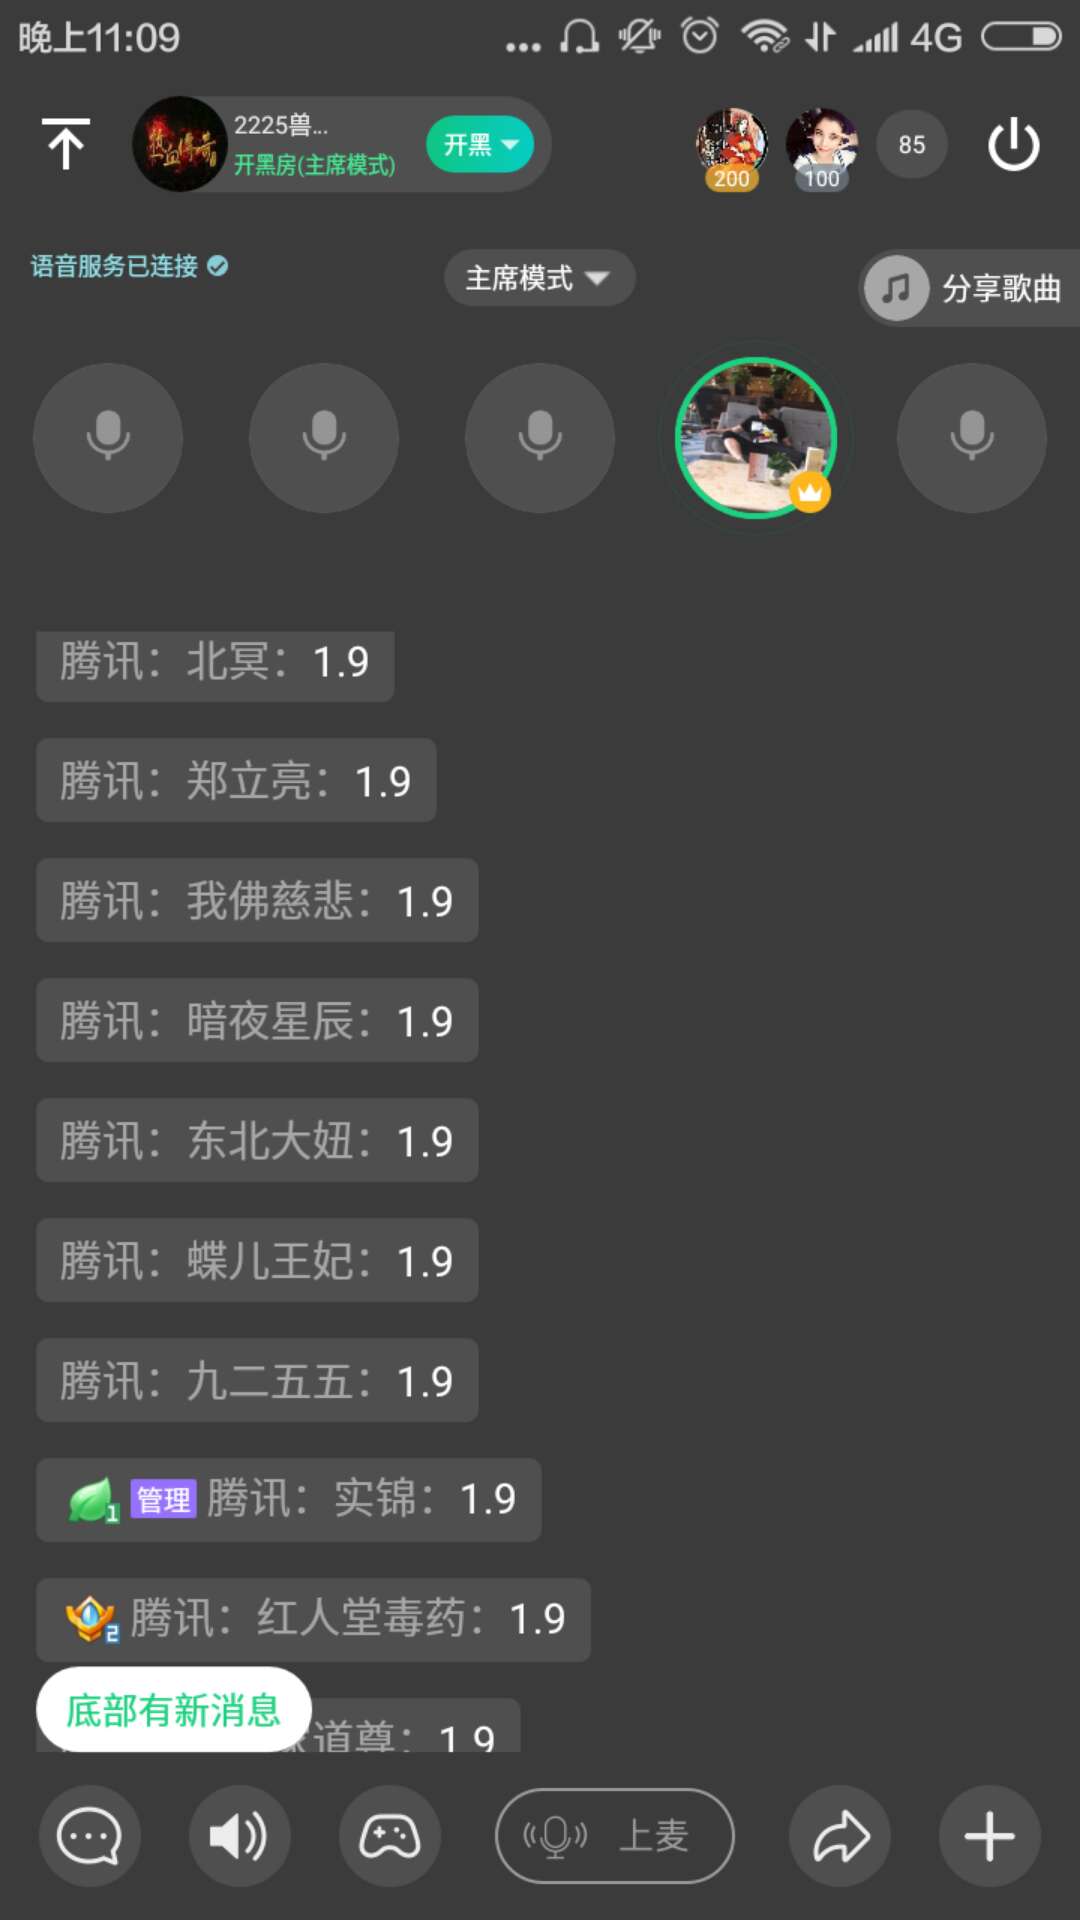 晚上11:09
4G
热血传奇
2225兽...
开黑房(主席模式)
开黑
200
100
85
语音服务已连接
主席模式
分享歌曲
腾讯：北冥：1.9
腾讯：郑立亮：1.9
腾讯：我佛慈悲：1.9
腾讯：暗夜星辰：1.9
腾讯：东北大妞：1.9
腾讯：蝶儿王妃：1.9
腾讯：九二五五：1.9
1 管理 腾讯：实锦：1.9
2 腾讯：红人堂毒药：1.9
底部有新消息
道尊：1.9
上麦